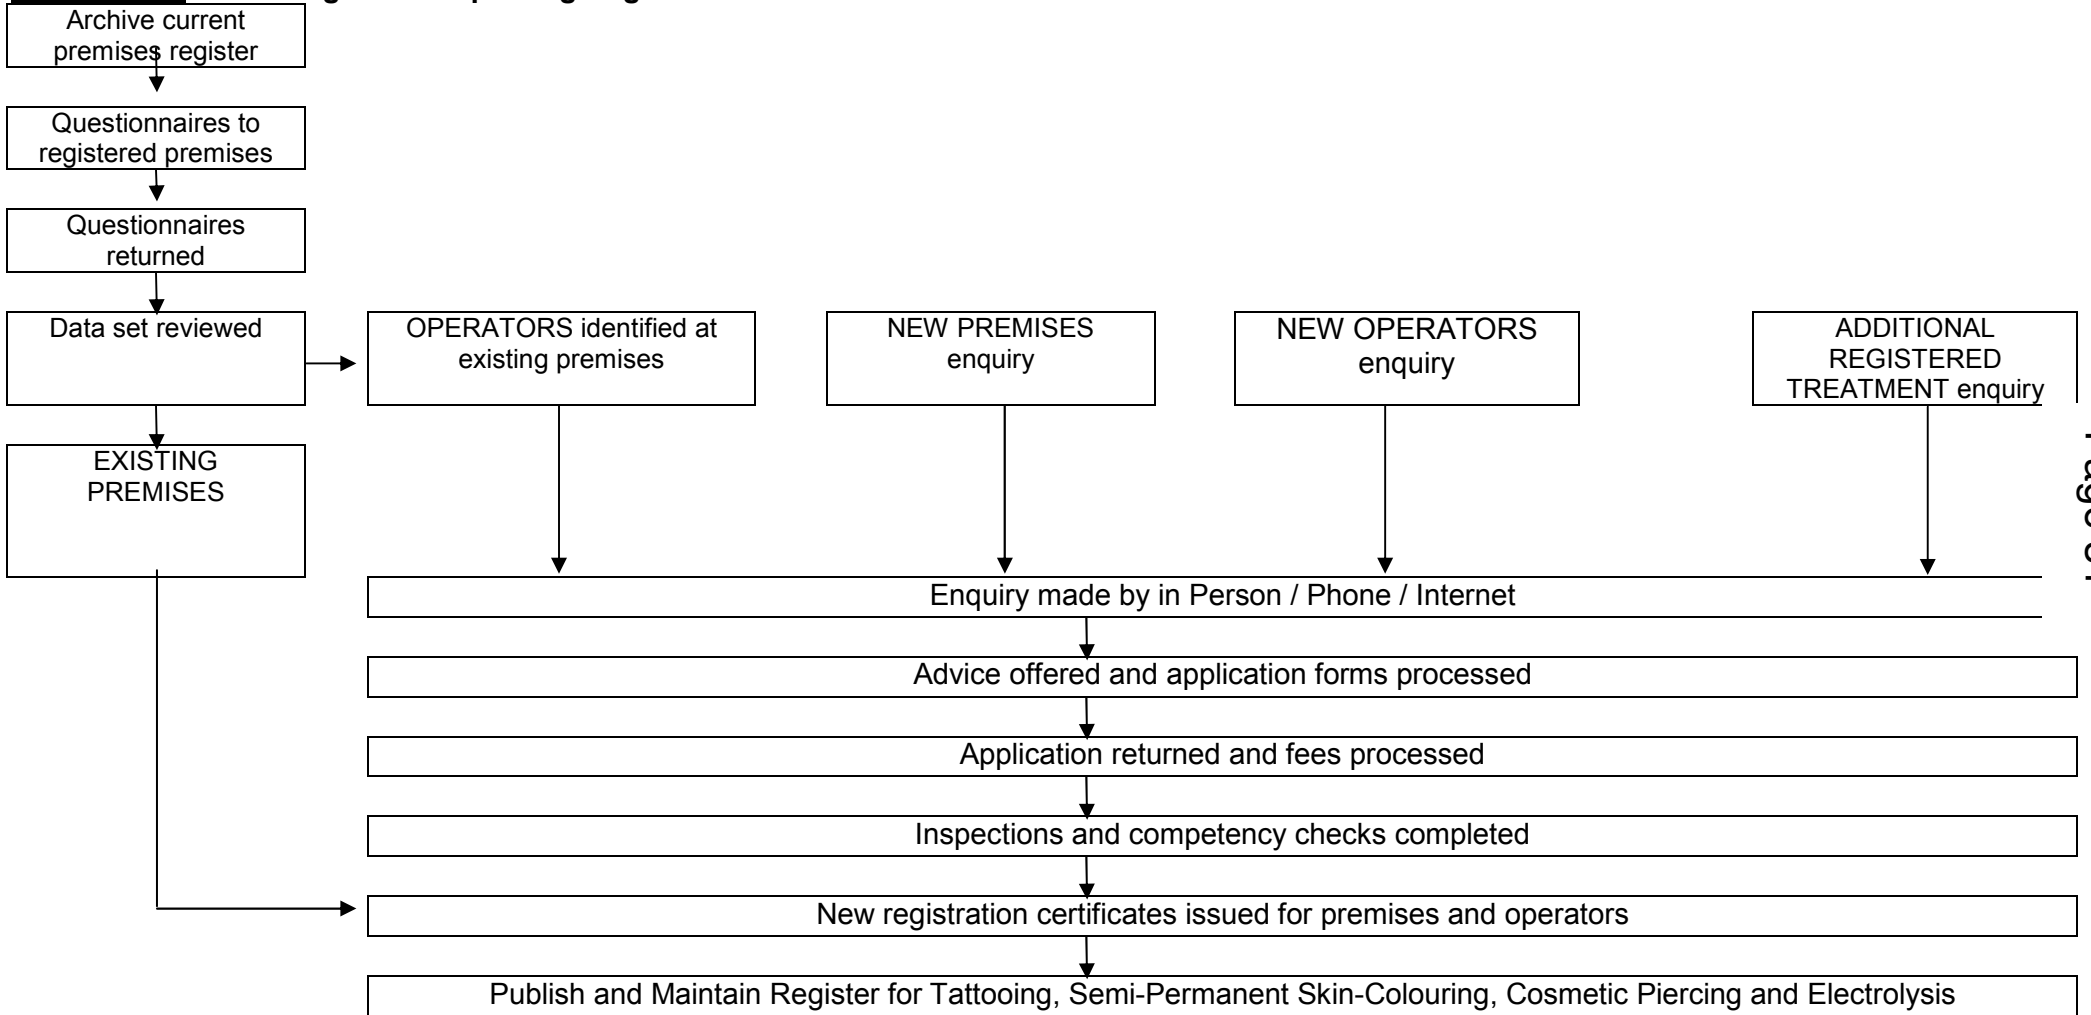 Archive current
premises register
Questionnaires to
registered premises
Questionnaires
returned
Data set reviewed
OPERATORS identified at
existing premises
NEW PREMISES
enquiry
NEW OPERATORS
enquiry
ADDITIONAL
REGISTERED
TREATMENT enquiry
EXISTING
PREMISES
Enquiry made by in Person / Phone / Internet
Advice offered and application forms processed
Application returned and fees processed
Inspections and competency checks completed
New registration certificates issued for premises and operators
Publish and Maintain Register for Tattooing, Semi-Permanent Skin-Colouring, Cosmetic Piercing and Electrolysis